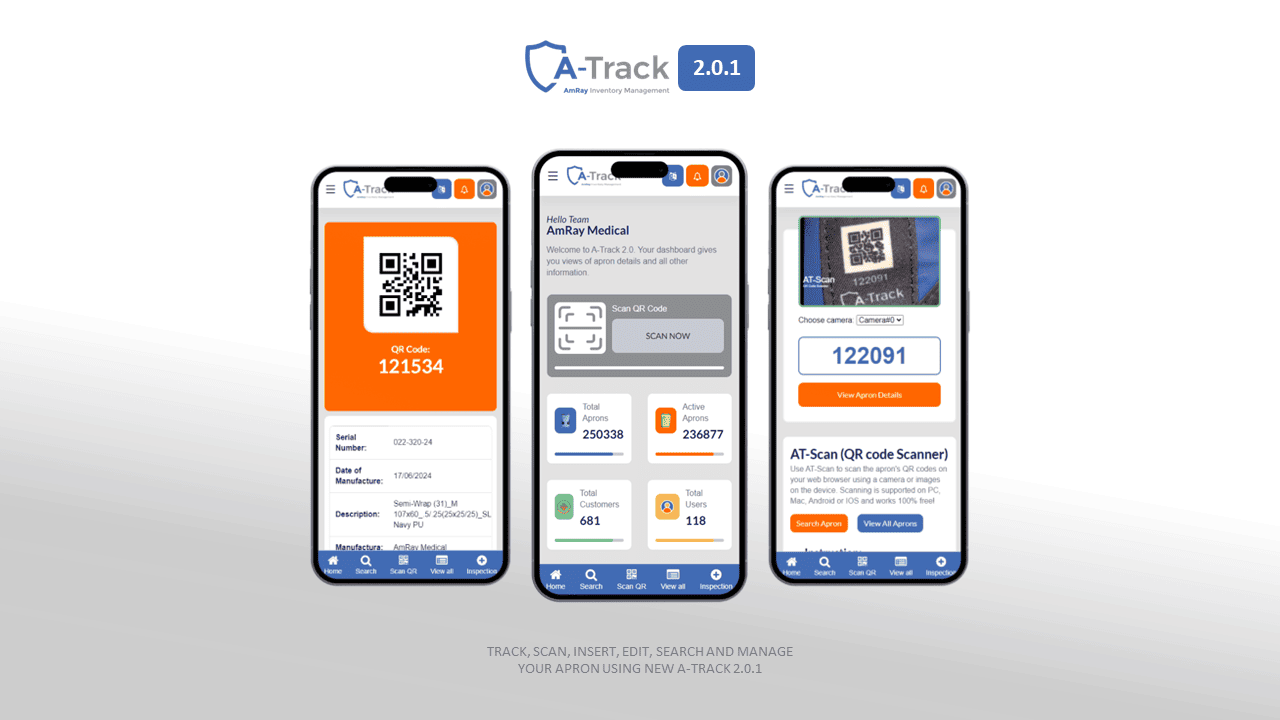 A-Track
AmRay Inventory Management
2.0.1
A-Track
QR Code:
121534
Serial Number:
022-320-24
Date of Manufacture:
17/06/2024
Description:
Semi-Wrap (31)_M
107x60_.5/.25(25x25/25)_SL
Navy PU
Manufactura:
AmRay Medical
Home
Search
Scan QR
View all
Inspection
A-Track
Hello Team
AmRay Medical
Welcome to A-Track 2.0. Your dashboard gives
you views of apron details and all other
information.
Scan QR Code
SCAN NOW
Total
Aprons
250338
Active
Aprons
236877
Total
Customers
681
Total
Users
118
Home
Search
Scan QR
View all
Inspection
A-Track
122091
AT-Scan
A-Track
Choose camera: Camera#0
122091
View Apron Details
AT-Scan (QR code Scanner)
Use AT-Scan to scan the apron's QR codes on
your web browser using a camera or images
on the device. Scanning is supported on PC,
Mac, Android or IOS and works 100% free!
Search Apron
View All Aprons
Home
Search
Scan QR
View all
Inspection
TRACK, SCAN, INSERT, EDIT, SEARCH AND MANAGE
YOUR APRON USING NEW A-TRACK 2.0.1